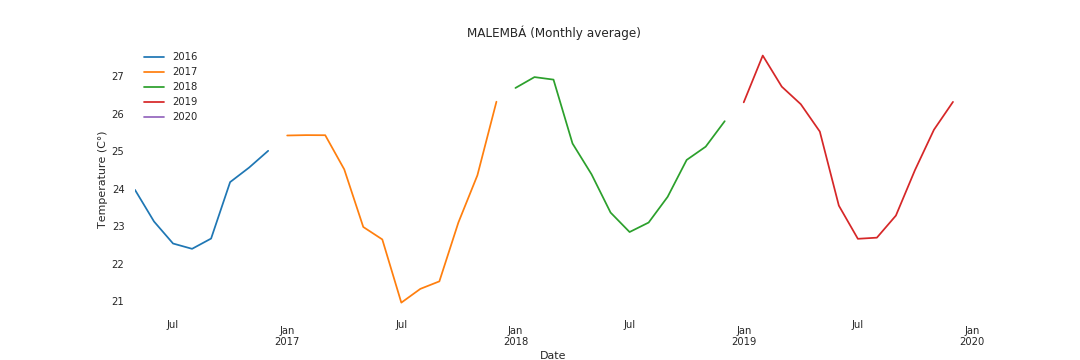 MALEMBÁ (Monthly average)
2016
2017
2018
2019
2020
Temperature (C°)
27
26
25
24
23
22
21
Jul
Jan
2017
Jul
Jan
2018
Jul
Jan
2019
Jul
Jan
2020
Date